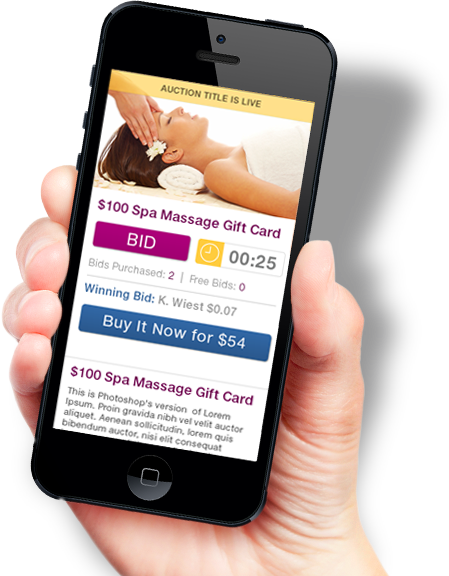 AUCTION TITLE IS LIVE
$100 Spa Massage Gift Card
BID
00:25
Bids Purchased: 2 | Free Bids: 0
Winning Bid: K. Wiest $0.07
Buy It Now for $54
$100 Spa Massage Gift Card
This is Photoshop's version of Lorem
Ipsum. Proin gravida nibh vel velit auctor
aliquet. Aenean sollicitudin, lorem quis
bibendum auctor, nisi elit consequat